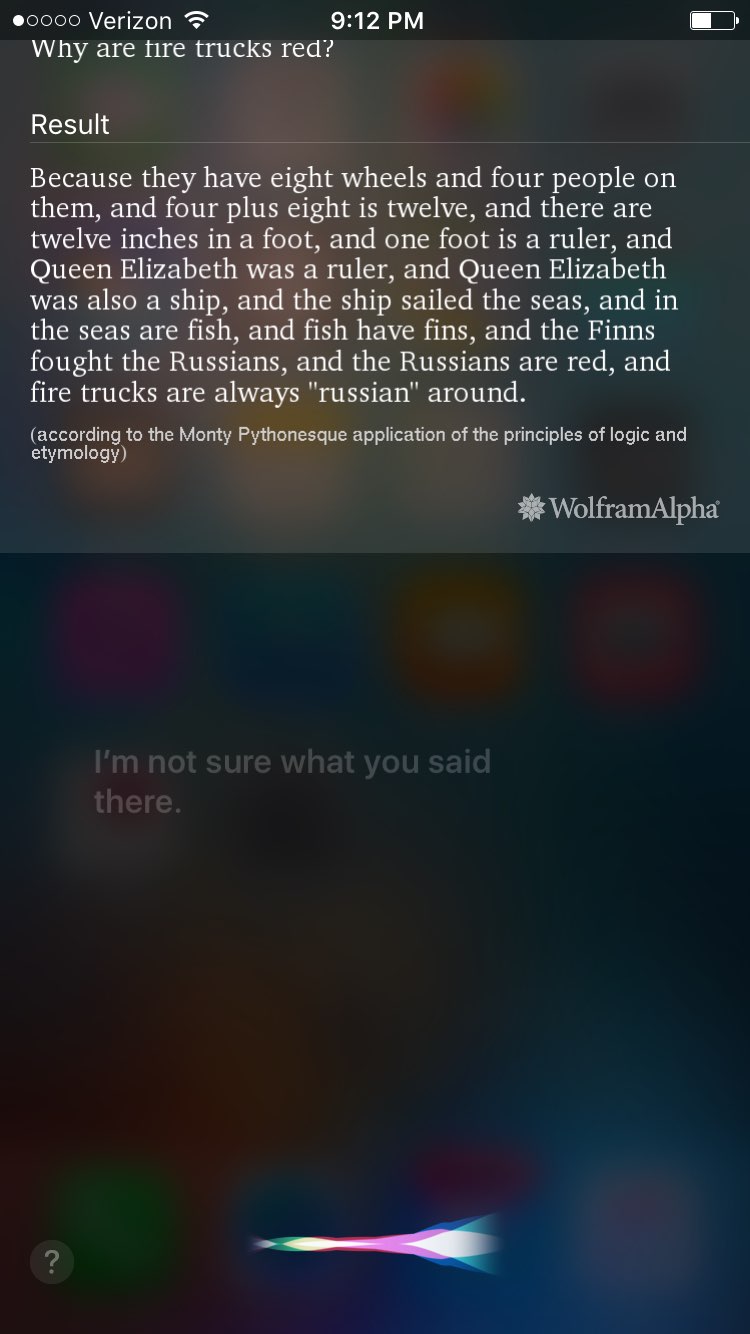 Verizon 9:12 PM
Why are fire trucks red?
Result
Because they have eight wheels and four people on
them, and four plus eight is twelve, and there are
twelve inches in a foot, and one foot is a ruler, and
Queen Elizabeth was a ruler, and Queen Elizabeth
was also a ship, and the ship sailed the seas, and in
the seas are fish, and fish have fins, and the Finns
fought the Russians, and the Russians are red, and
fire trucks are always "russian" around.
(according to the Monty Pythonesque application of the principles of logic and
etymology)
WolframAlpha
I'm not sure what you said
there.
?